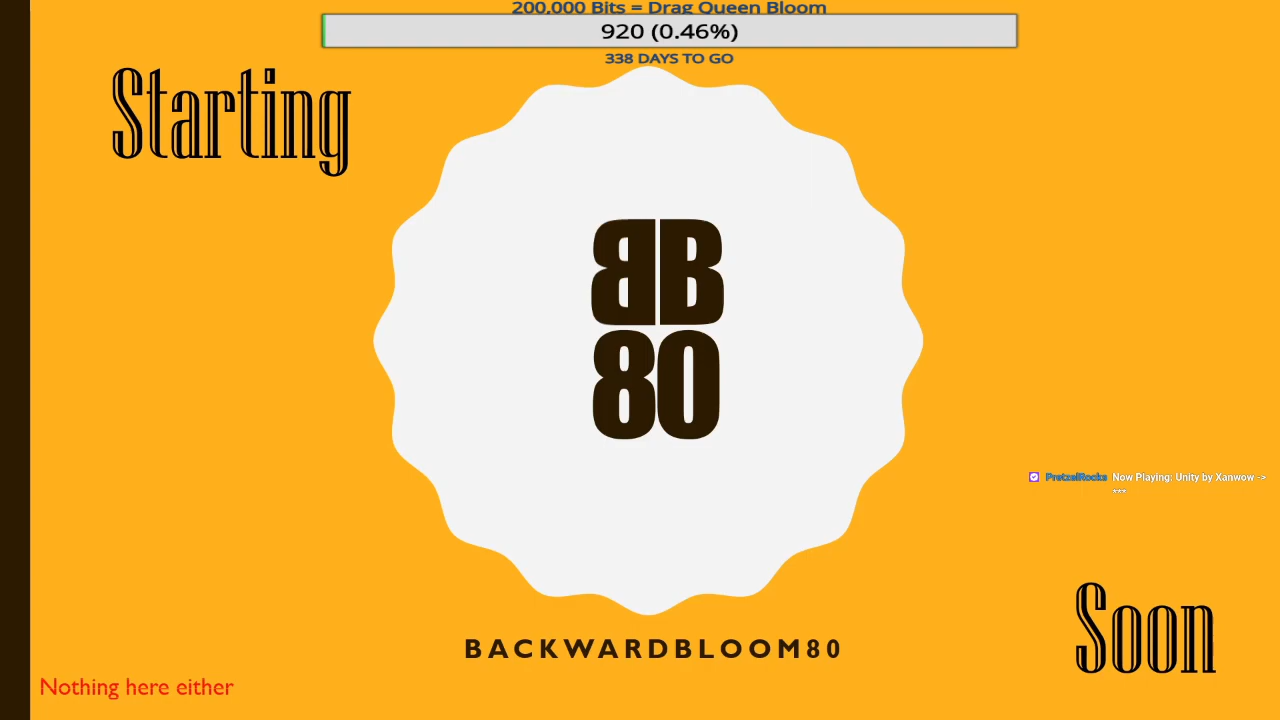 200,000 Bits = Drag Queen Bloom
920 (0.46%)
338 DAYS TO GO
Starting
BB
80
PretzelRocks Now Playing: Unity by Xanwow ->
***
Soon
BACKWARDBLOOM80
Nothing here either